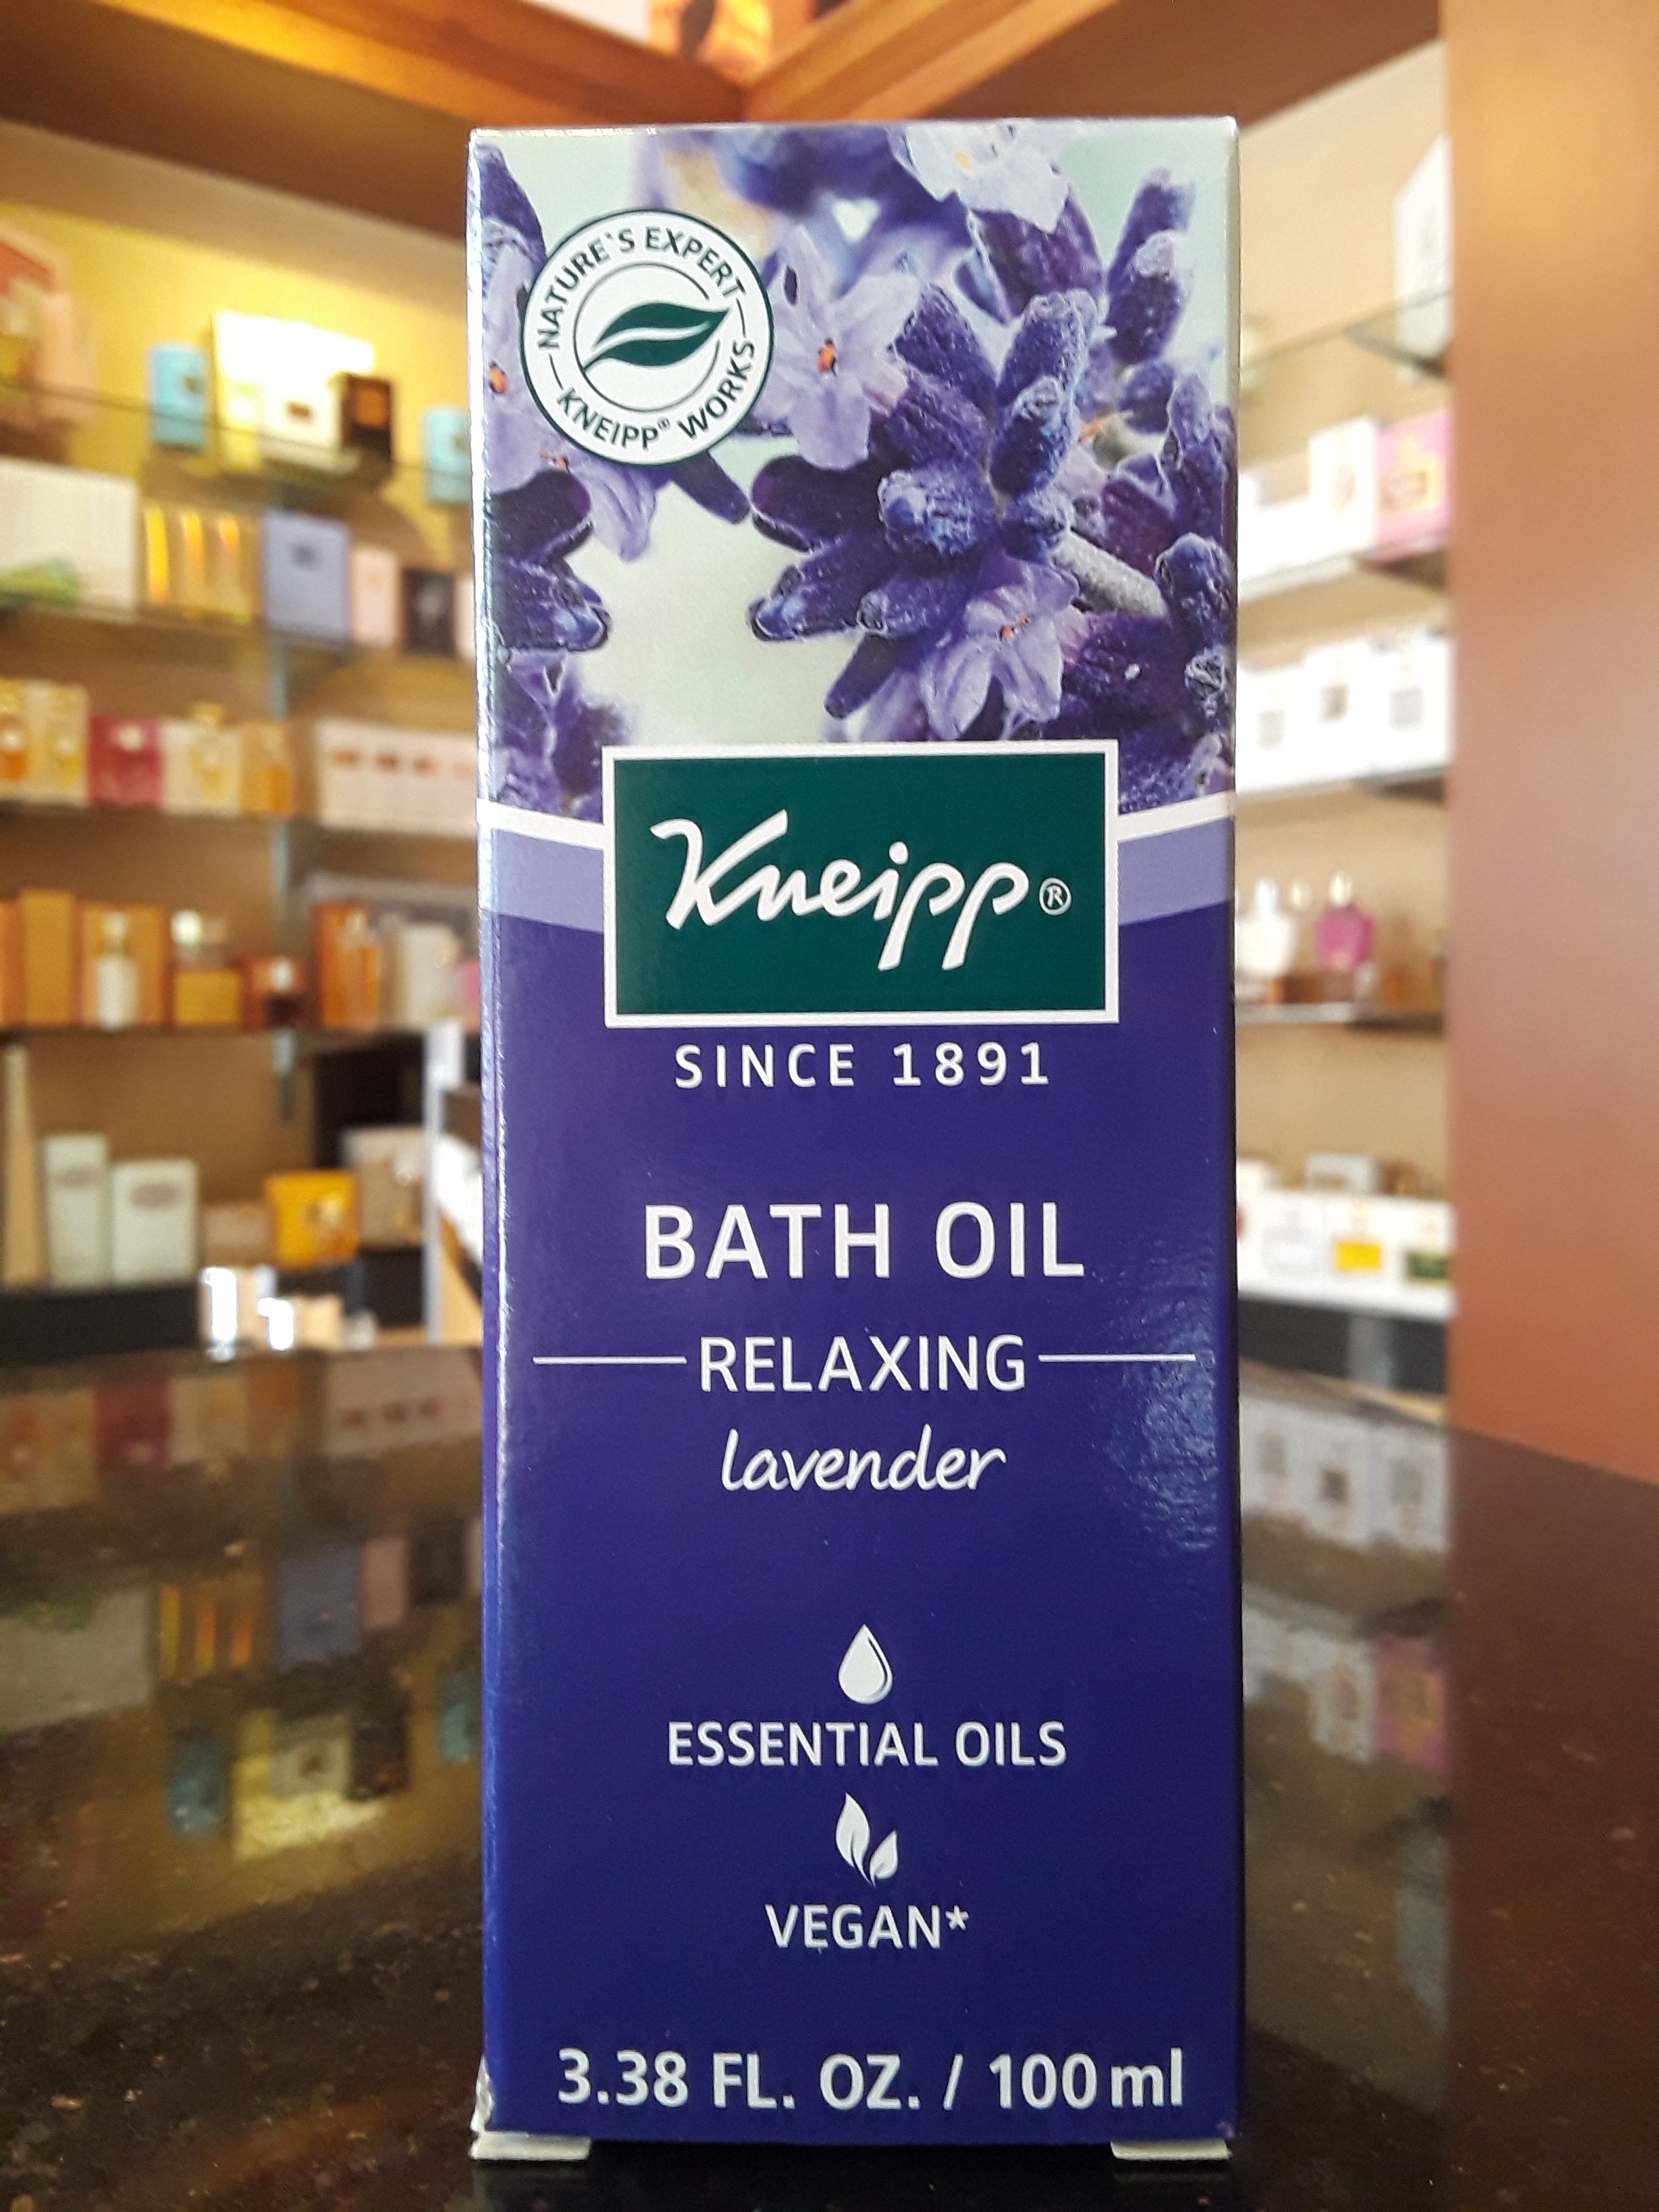 NATURE`S EXPERT
KNEIPP® WORKS
Kneipp®
SINCE 1891
BATH OIL
RELAXING
lavender
ESSENTIAL OILS
VEGAN*
3.38 FL. OZ. / 100 ml